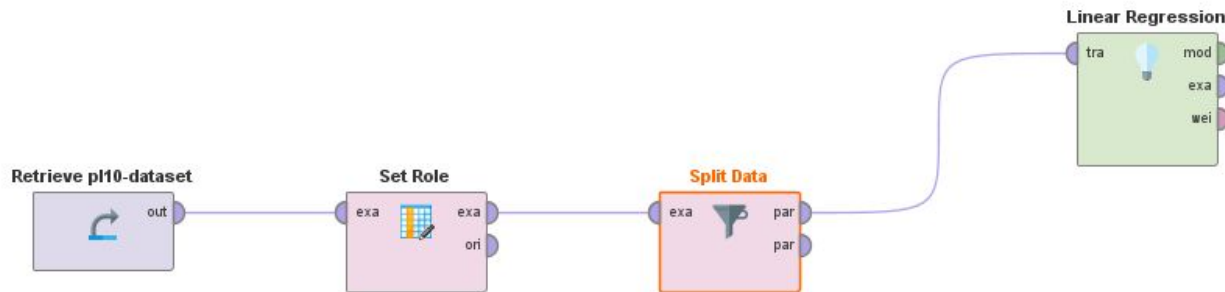 Linear Regression
tra
mod
exa
wei
Retrieve pl10-dataset
out
Set Role
exa
exa
ori
Split Data
exa
par
par